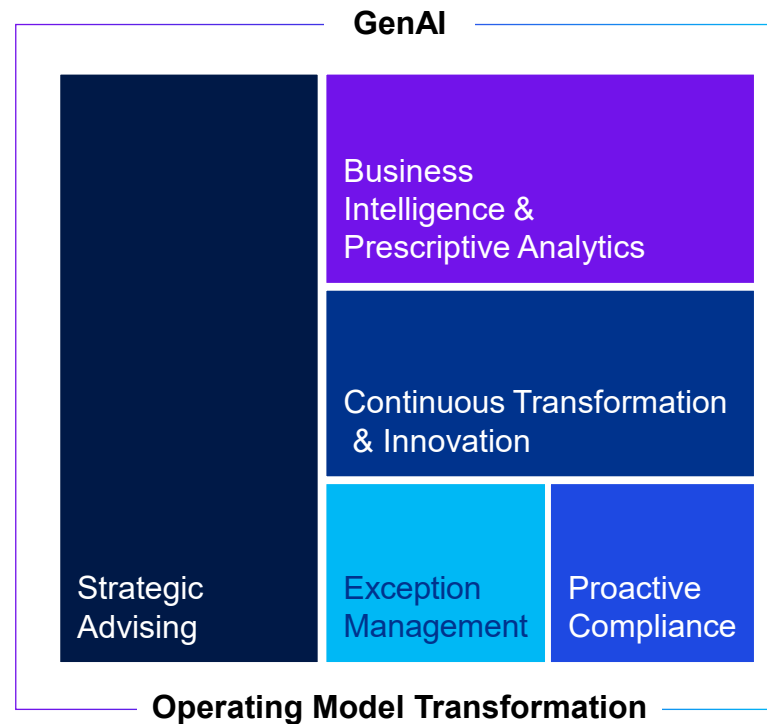 GenAI
Business
Intelligence &
Prescriptive Analytics
Continuous Transformation
& Innovation
Strategic
Advising
Exception
Management
Proactive
Compliance
Operating Model Transformation